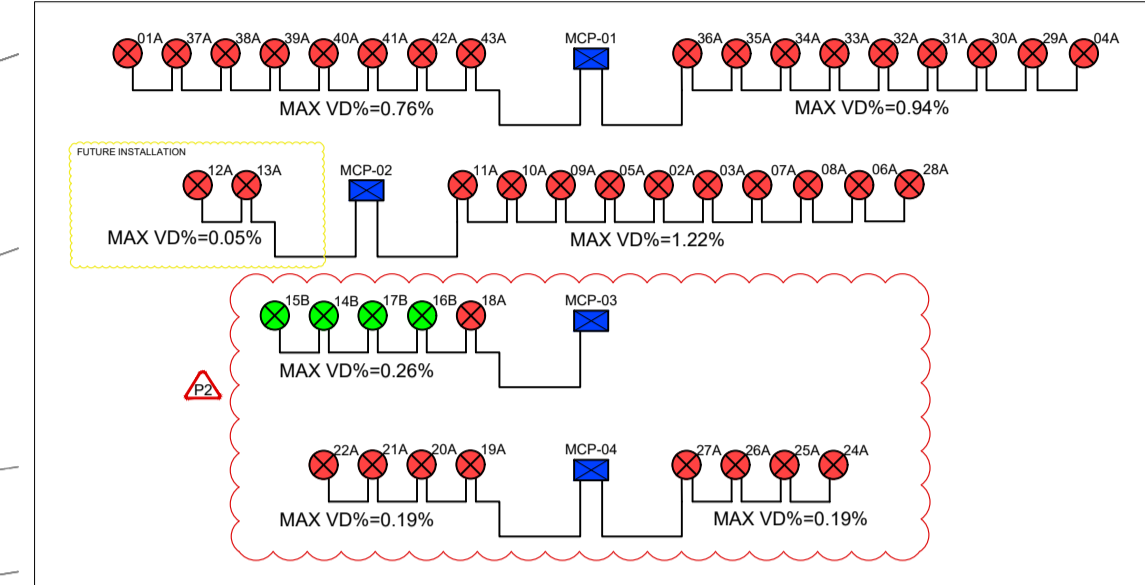 01A 37A 38A 39A 40A 41A 42A 43A MCP-01 36A 35A 34A 33A 32A 31A 30A 29A 04A
MAX VD%=0.76% MAX VD%=0.94%
FUTURE INSTALLATION
12A 13A MCP-02 11A 10A 09A 05A 02A 03A 07A 08A 06A 28A
MAX VD%=0.05% MAX VD%=1.22%
15B 14B 17B 16B 18A MCP-03
MAX VD%=0.26%
P2
22A 21A 20A 19A MCP-04 27A 26A 25A 24A
MAX VD%=0.19% MAX VD%=0.19%